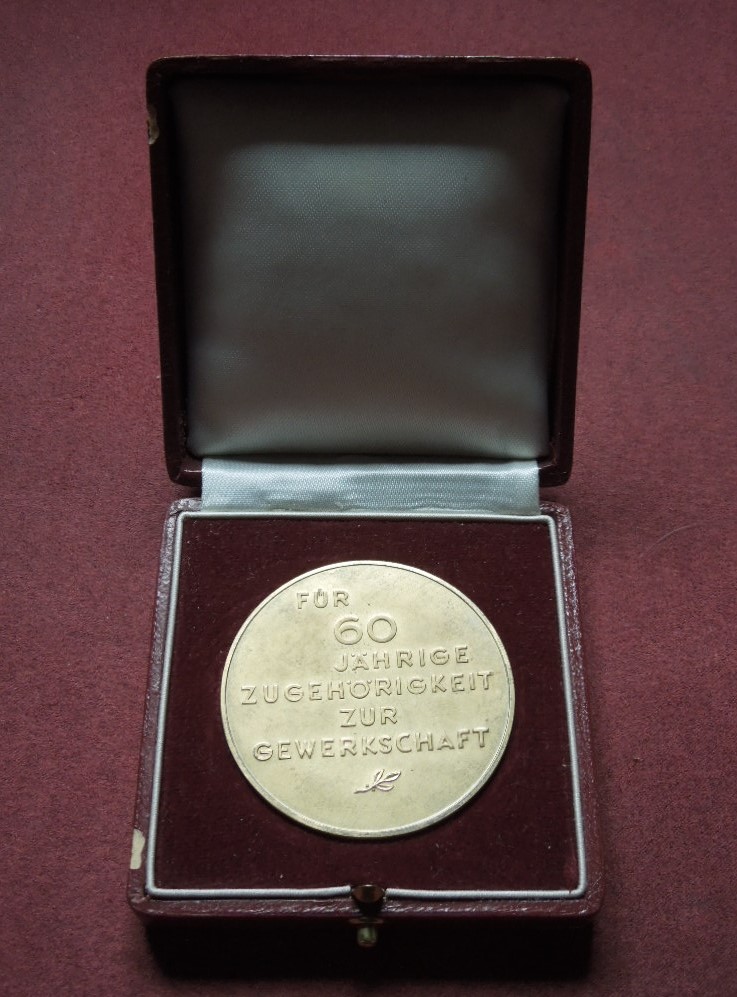 FÜR
60
JÄHRIGE
ZUGEHÖRIGKEIT
ZUR
GEWERKSCHAFT